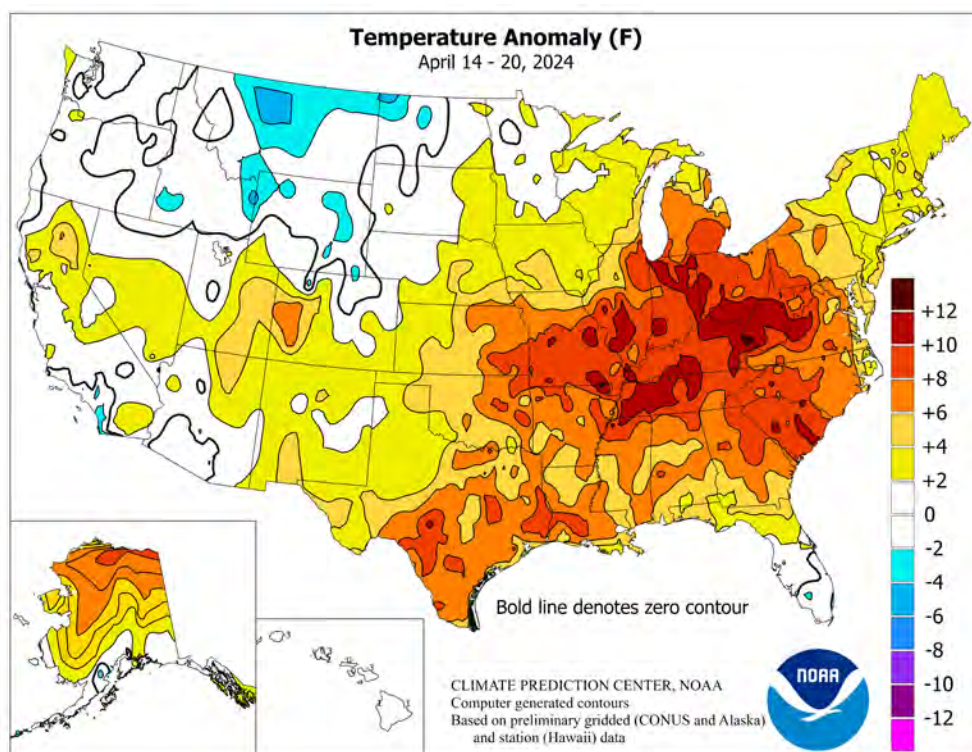 Temperature Anomaly (F)
April 14 - 20, 2024
+12
+10
+8
+6
+4
+2
0
-2
-4
-6
-8
-10
-12
Bold line denotes zero contour
CLIMATE PREDICTION CENTER, NOAA
Computer generated contours
Based on preliminary gridded (CONUS and Alaska)
and station (Hawaii) data
NOAA